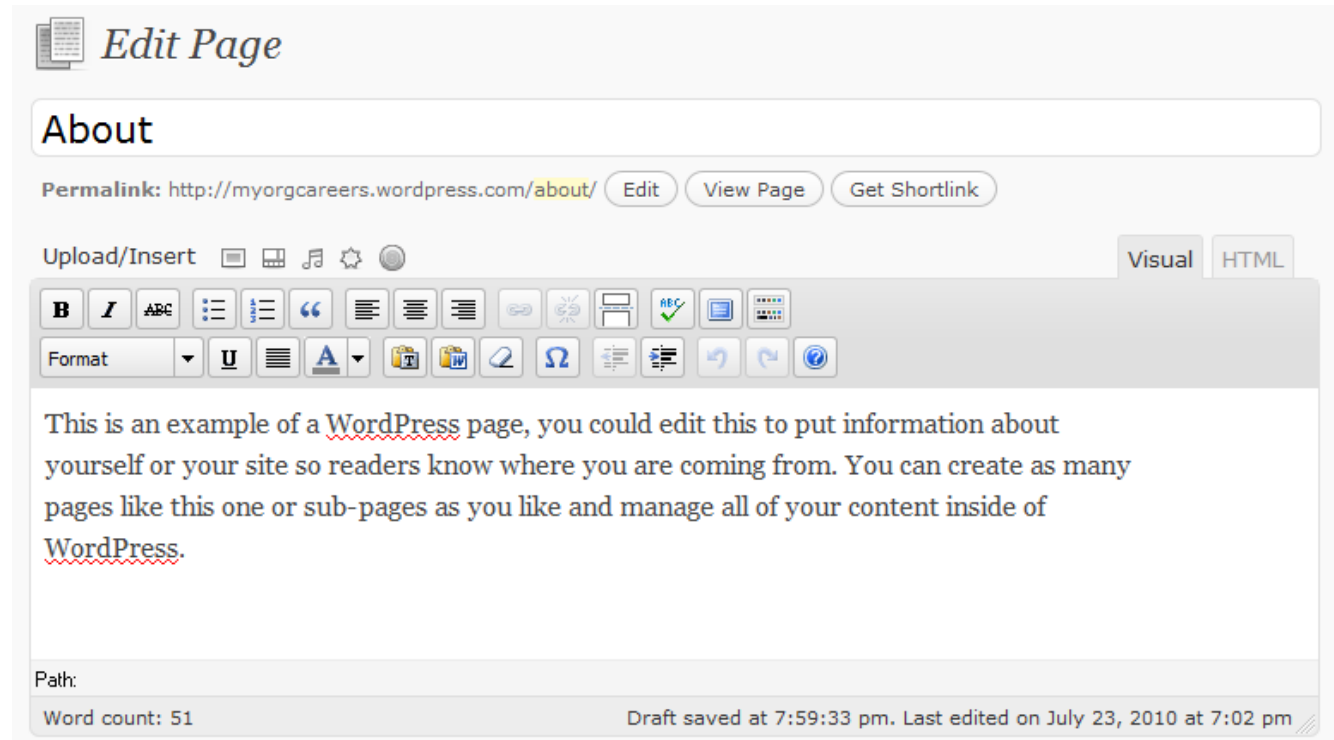 Edit Page
About
Permalink: http://myorgcareers.wordpress.com/about/ Edit View Page Get Shortlink
Upload/Insert Visual HTML
B I ABC ABC
Format U A T W Ω
This is an example of a WordPress page, you could edit this to put information about
yourself or your site so readers know where you are coming from. You can create as many
pages like this one or sub-pages as you like and manage all of your content inside of
WordPress.
Path:
Word count: 51 Draft saved at 7:59:33 pm. Last edited on July 23, 2010 at 7:02 pm